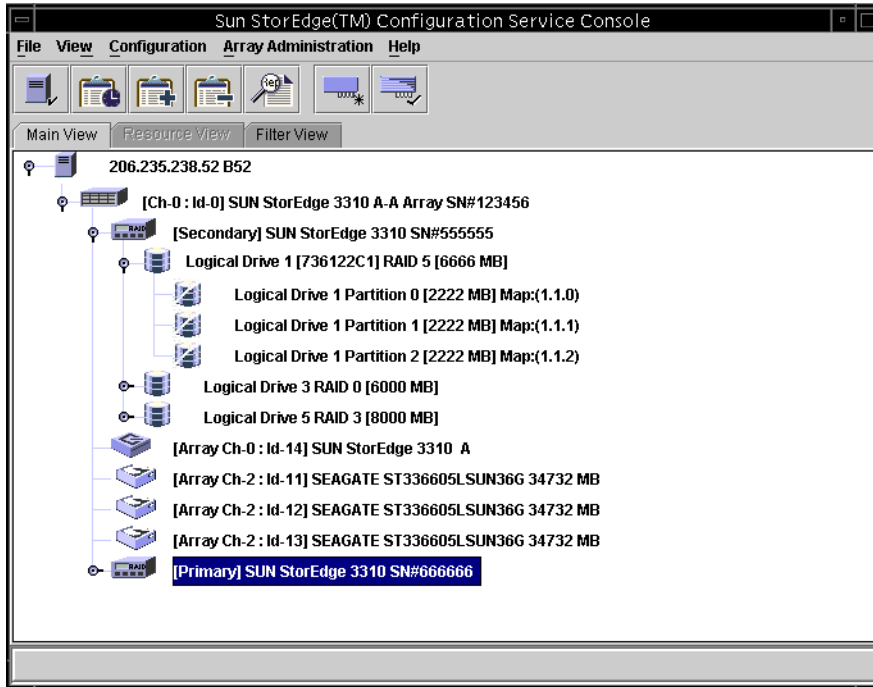 Sun StorEdge(TM) Configuration Service Console
File View Configuration Array Administration Help
rep
Main View Resource View Filter View
206.235.238.52 B52
[Ch-0 : Id-0] SUN StorEdge 3310 A-A Array SN#123456
RAID [Secondary] SUN StorEdge 3310 SN#555555
Logical Drive 1 [736122C1] RAID 5 [6666 MB]
Logical Drive 1 Partition 0 [2222 MB] Map:(1.1.0)
Logical Drive 1 Partition 1 [2222 MB] Map:(1.1.1)
Logical Drive 1 Partition 2 [2222 MB] Map:(1.1.2)
Logical Drive 3 RAID 0 [6000 MB]
Logical Drive 5 RAID 3 [8000 MB]
[Array Ch-0 : Id-14] SUN StorEdge 3310 A
[Array Ch-2 : Id-11] SEAGATE ST336605LSUN36G 34732 MB
[Array Ch-2 : Id-12] SEAGATE ST336605LSUN36G 34732 MB
[Array Ch-2 : Id-13] SEAGATE ST336605LSUN36G 34732 MB
RAID [Primary] SUN StorEdge 3310 SN#666666